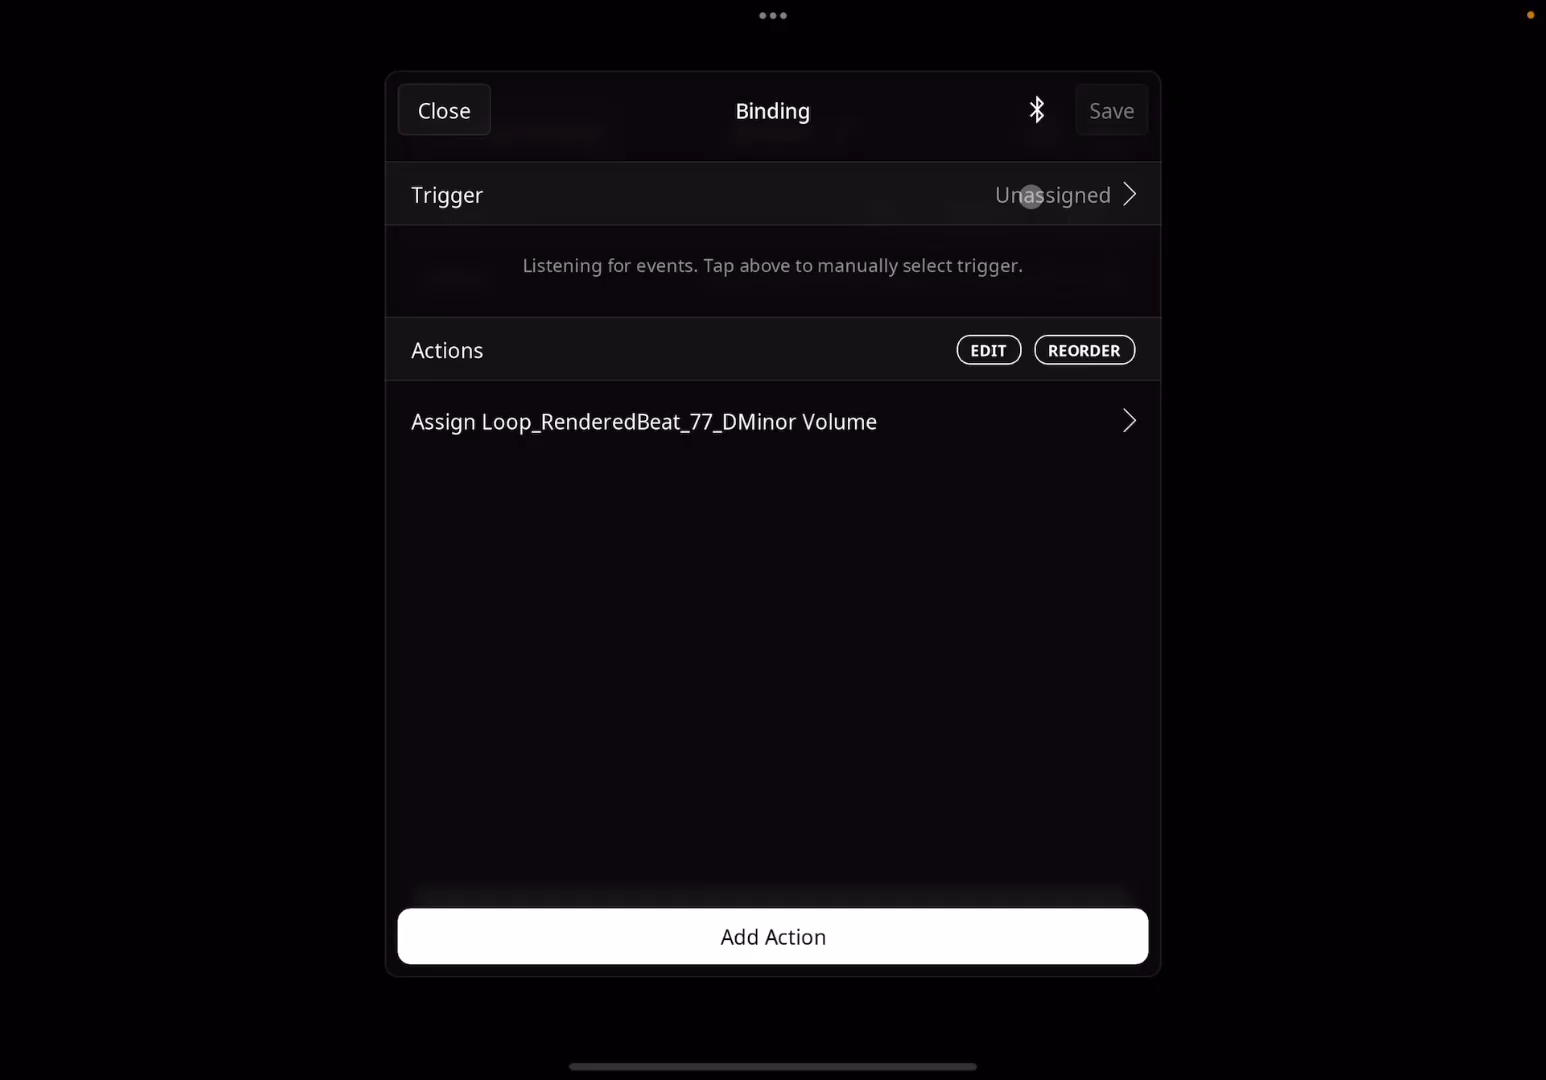 Close
Binding
Save
Trigger
Unassigned
Listening for events. Tap above to manually select trigger.
Actions
EDIT
REORDER
Assign Loop_RenderedBeat_77_DMinor Volume
Add Action